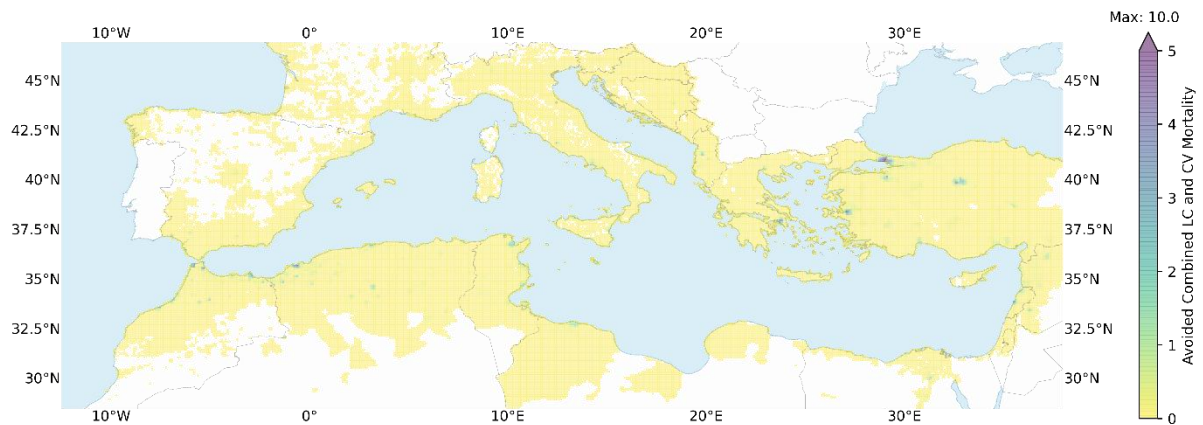 Max: 10.0
10°W 0° 10°E 20°E 30°E
45°N 45°N
42.5°N 42.5°N
40°N 40°N
37.5°N 37.5°N
35°N 35°N
32.5°N 32.5°N
30°N 30°N
10°W 0° 10°E 20°E 30°E
5
4
3
2
1
0
Avoided Combined LC and CV Mortality